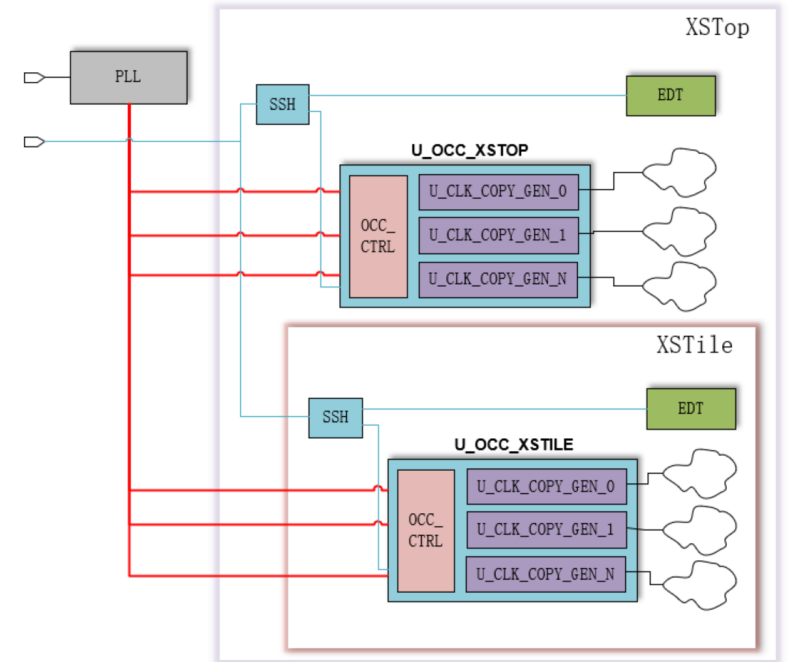 XSTop
PLL
SSH
EDT
U_OCC_XSTOP
OCC_
CTRL
U_CLK_COPY_GEN_0
U_CLK_COPY_GEN_1
U_CLK_COPY_GEN_N
XSTile
SSH
EDT
U_OCC_XSTILE
OCC_
CTRL
U_CLK_COPY_GEN_0
U_CLK_COPY_GEN_1
U_CLK_COPY_GEN_N